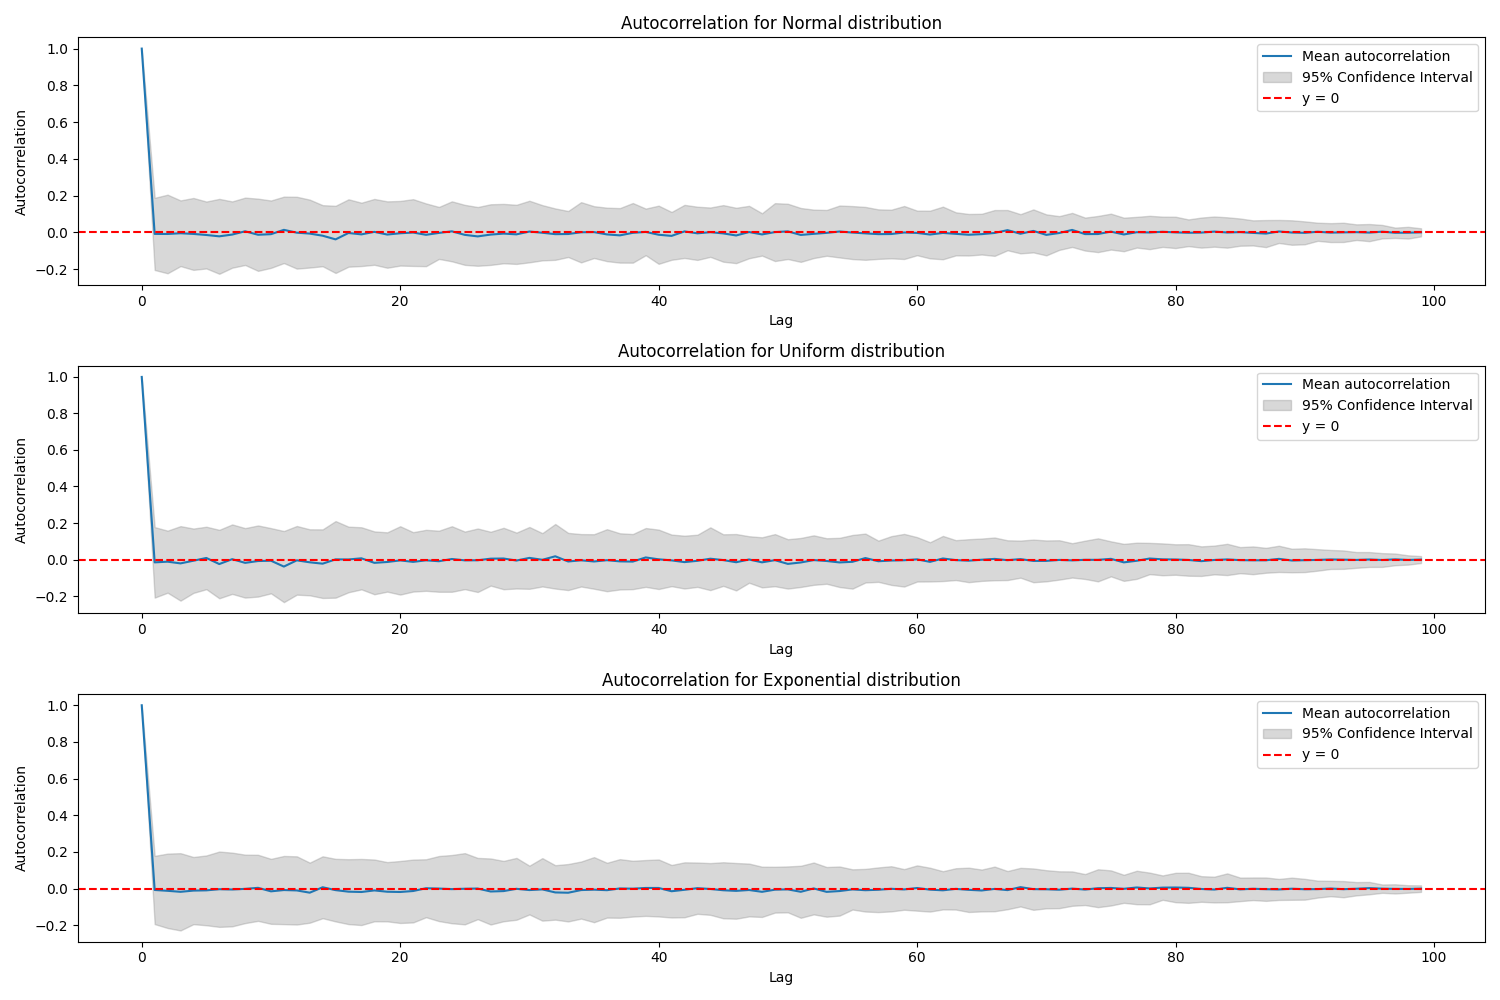 Autocorrelation for Normal distribution
1.0
0.8
0.6
0.4
0.2
0.0
−0.2
Autocorrelation
Mean autocorrelation
95% Confidence Interval
y = 0
0 20 40 60 80 100
Lag
Autocorrelation for Uniform distribution
1.0
0.8
0.6
0.4
0.2
0.0
−0.2
Autocorrelation
Mean autocorrelation
95% Confidence Interval
y = 0
0 20 40 60 80 100
Lag
Autocorrelation for Exponential distribution
1.0
0.8
0.6
0.4
0.2
0.0
−0.2
Autocorrelation
Mean autocorrelation
95% Confidence Interval
y = 0
0 20 40 60 80 100
Lag